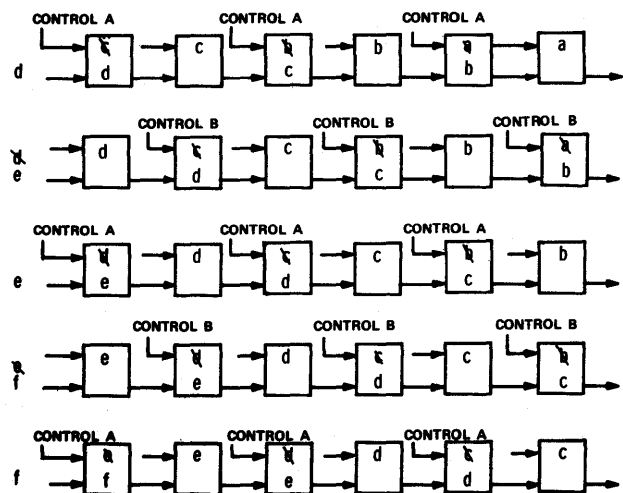 CONTROL A CONTROL A CONTROL A
c c b b a a
d d c b
CONTROL B CONTROL B CONTROL B
d d c c b b a
e d c b
CONTROL A CONTROL A CONTROL A
d d c c b b
e e d c
CONTROL B CONTROL B CONTROL B
e e d d c c b
f e d c
CONTROL A CONTROL A CONTROL A
e e d d c c
f f e d